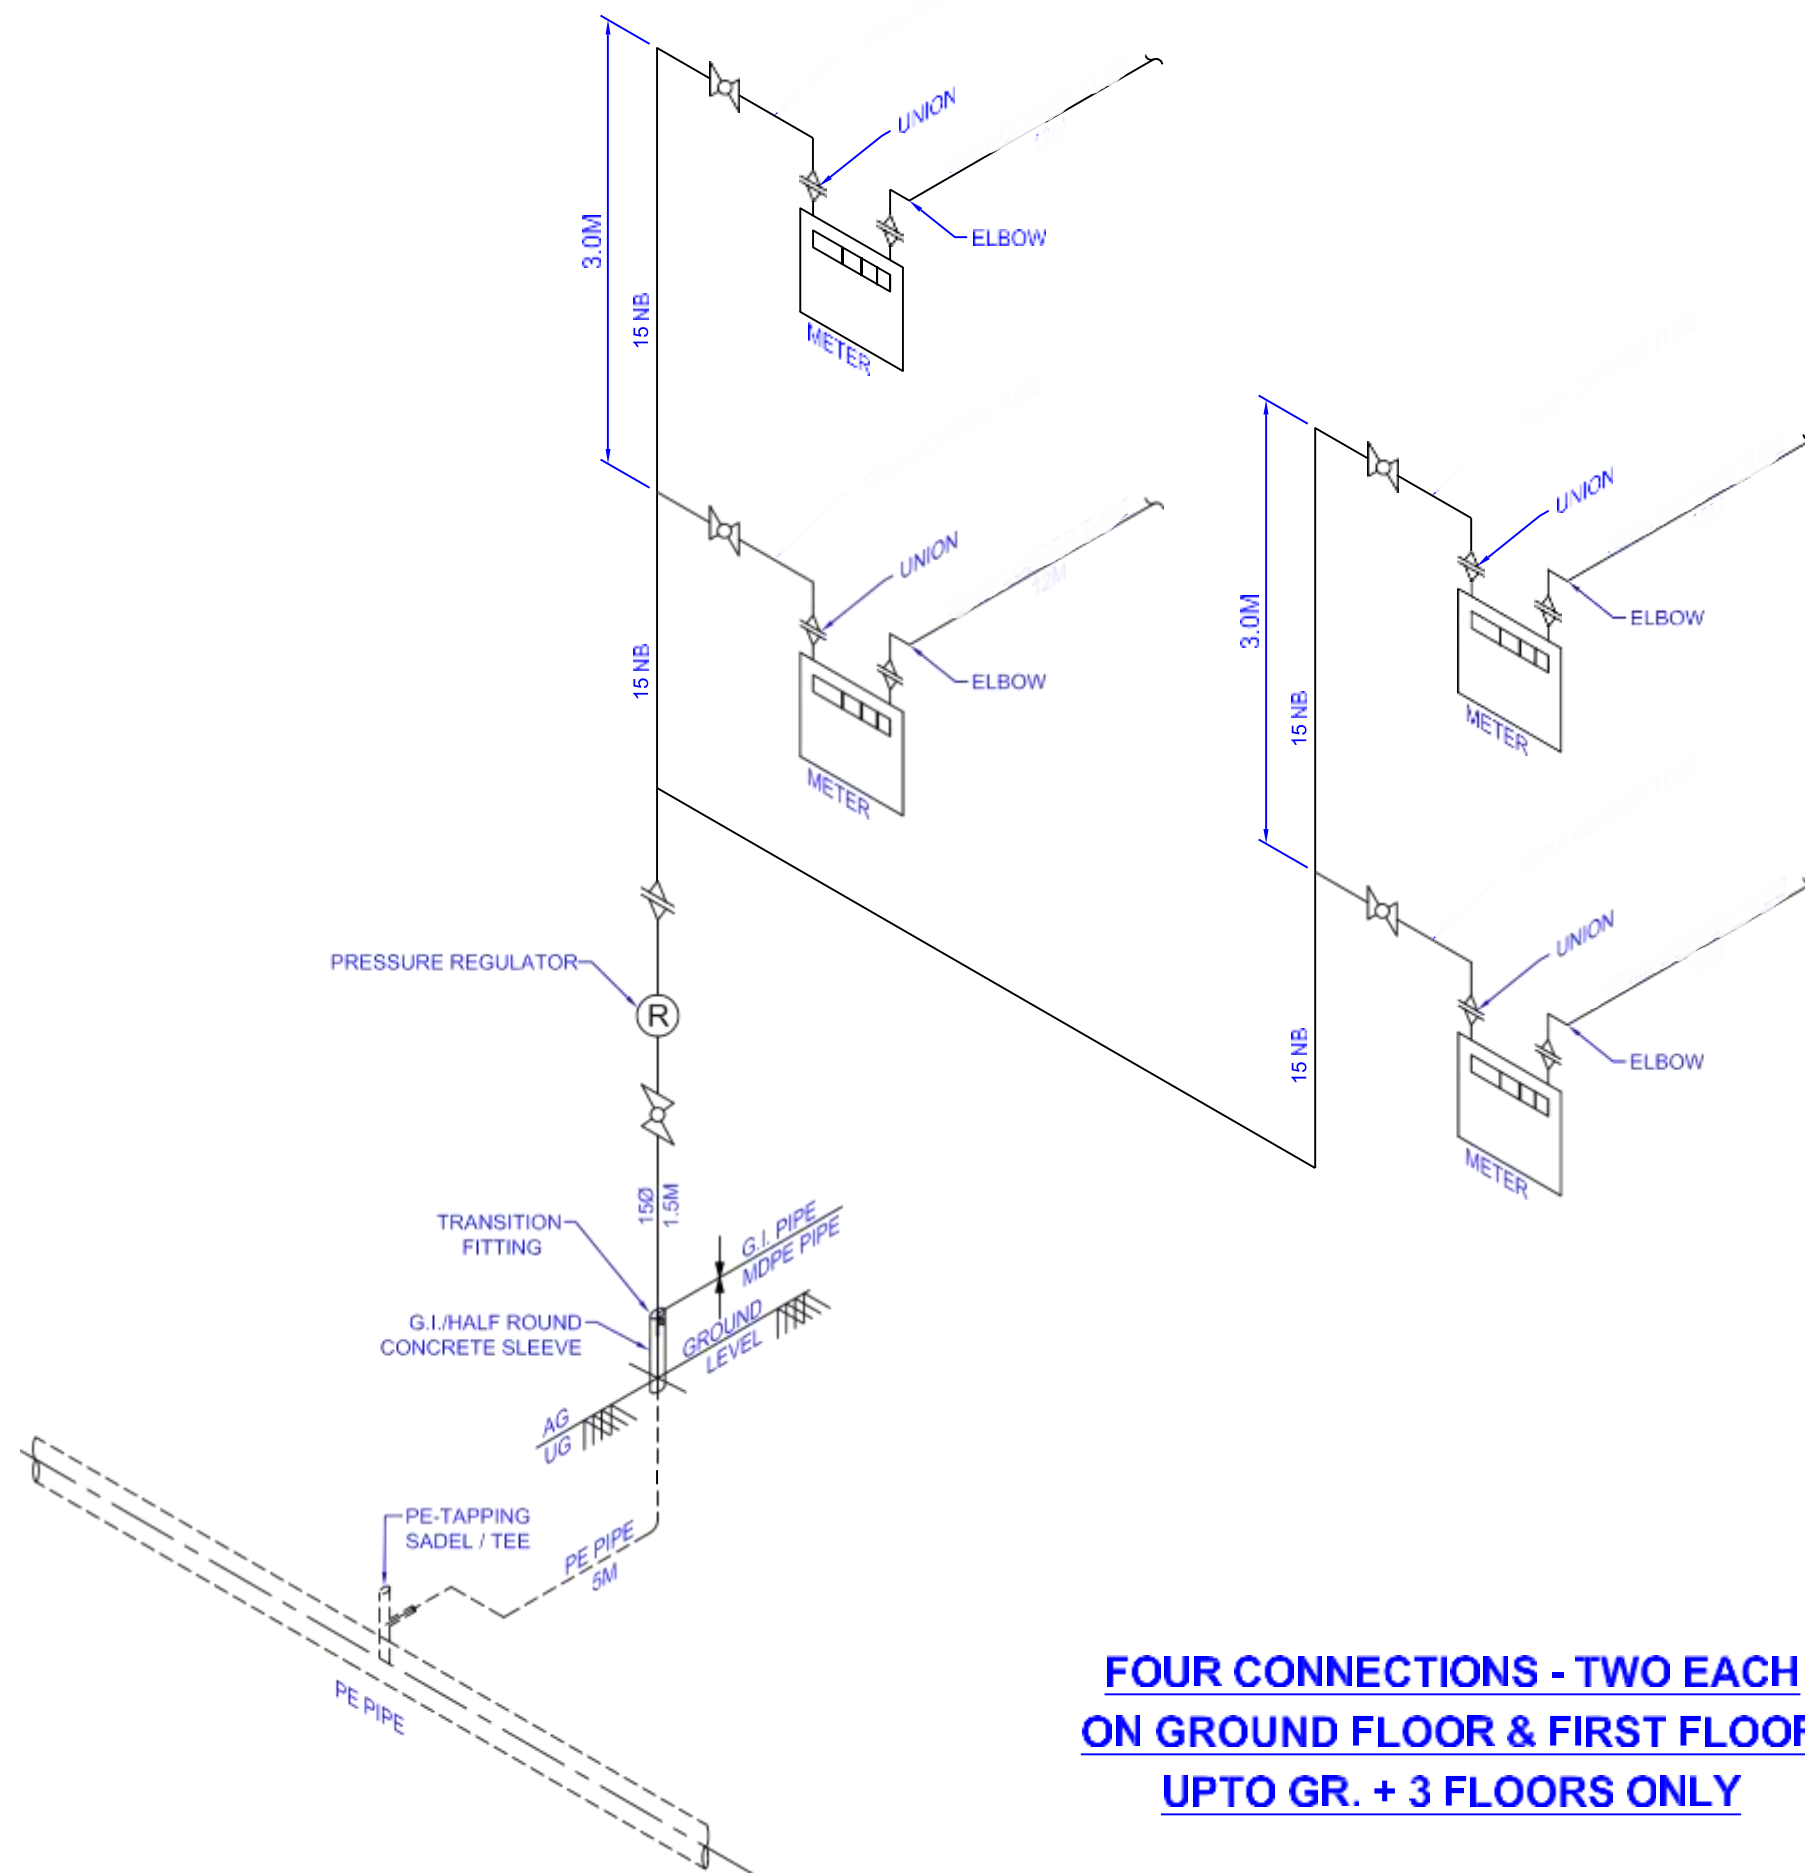 UNION
ELBOW
3.0M
15 NB
METER
UNION
12M
ELBOW
15 NB
METER
UNION
ELBOW
3.0M
15 NB
METER
UNION
ELBOW
15 NB
METER
PRESSURE REGULATOR
R
15Ø
1.5M
TRANSITION
FITTING
G.I. PIPE
MDPE PIPE
G.I./HALF ROUND
CONCRETE SLEEVE
GROUND
LEVEL
AG
UG
PE-TAPPING
SADEL / TEE
PE PIPE
5M
PE PIPE
FOUR CONNECTIONS - TWO EACH
ON GROUND FLOOR & FIRST FLOOR
UPTO GR. + 3 FLOORS ONLY